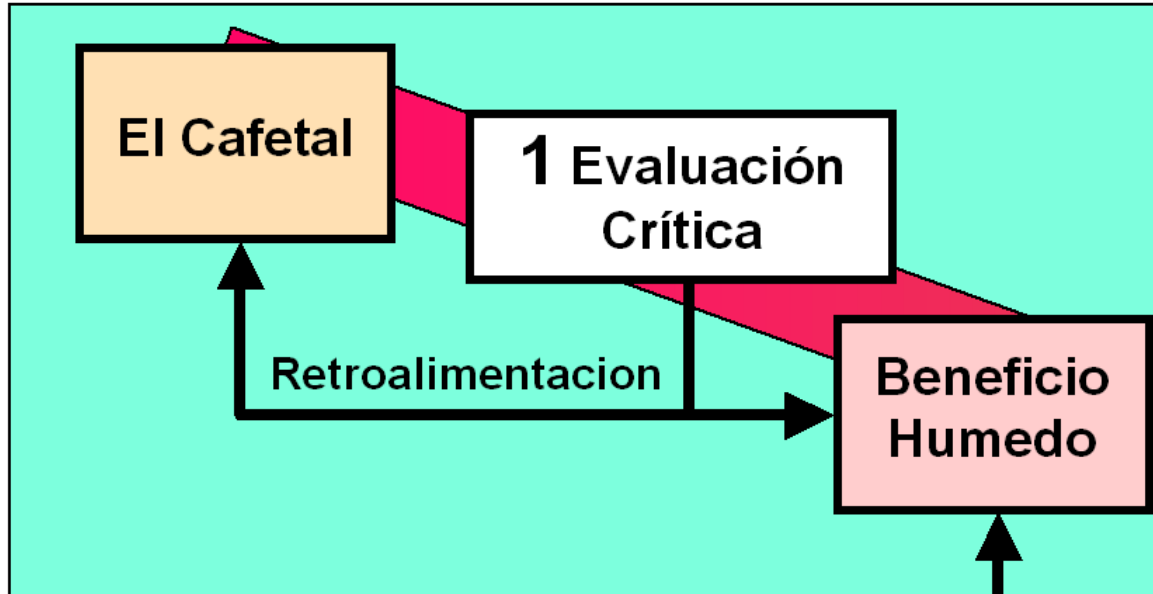 El Cafetal
1 Evaluación
Crítica
Retroalimentacion
Beneficio
Humedo